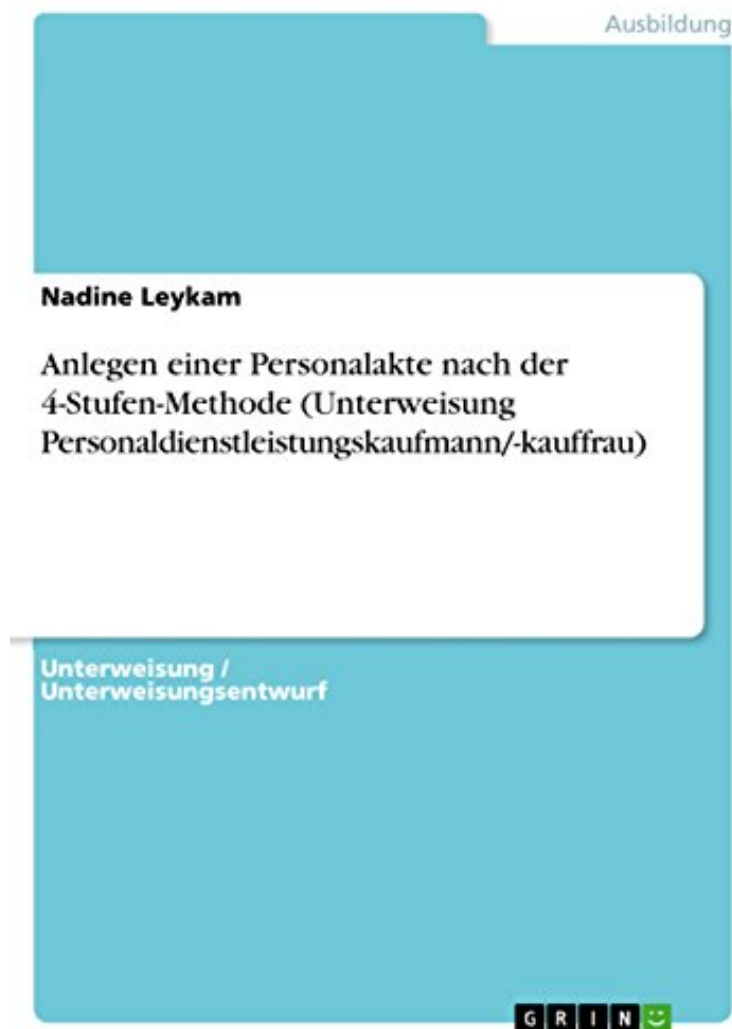 Ausbildung
Nadine Leykam
Anlegen einer Personalakte nach der
4-Stufen-Methode (Unterweisung
Personaldienstleistungskaufmann/-kauffrau)
Unterweisung /
Unterweisungsentwurf
GRIN